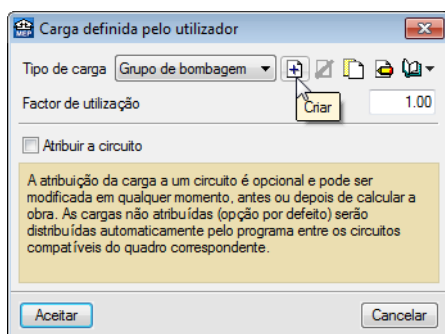 MEP
Carga definida pelo utilizador
Tipo de carga Grupo de bombagem
Criar
Factor de utilização 1.00
Atribuir a circuito
A atribuição da carga a um circuito é opcional e pode ser
modificada em qualquer momento, antes ou depois de calcular a
obra. As cargas não atribuídas (opção por defeito) serão
distribuídas automaticamente pelo programa entre os circuitos
compatíveis do quadro correspondente.
Aceitar Cancelar